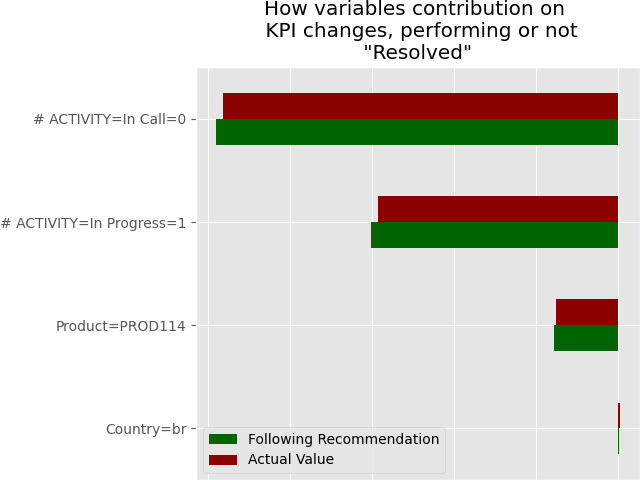 How variables contribution on
KPI changes, performing or not
"Resolved"
# ACTIVITY=In Call=0
# ACTIVITY=In Progress=1
Product=PROD114
Country=br
Following Recommendation
Actual Value